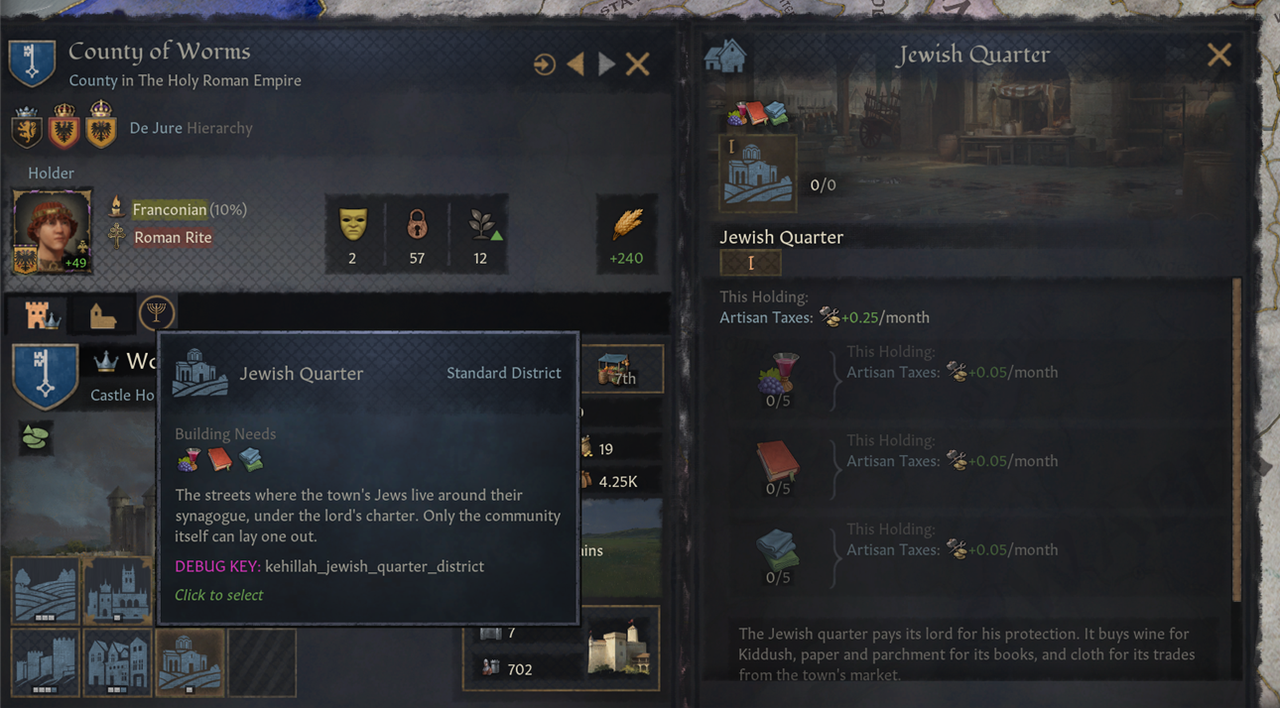 County of Worms
County in The Holy Roman Empire
De Jure Hierarchy
Holder
Franconian (10%)
Roman Rite
+49
2
57
12
+240
Wo
Castle Ho
7th
19
4.25K
ains
7
702
Jewish Quarter
Standard District
Building Needs
The streets where the town's Jews live around their
synagogue, under the lord's charter. Only the community
itself can lay one out.
DEBUG KEY: kehillah_jewish_quarter_district
Click to select
Jewish Quarter
I
0/0
Jewish Quarter
I
This Holding:
Artisan Taxes: +0.25/month
This Holding:
Artisan Taxes: +0.05/month
0/5
This Holding:
Artisan Taxes: +0.05/month
0/5
This Holding:
Artisan Taxes: +0.05/month
0/5
The Jewish quarter pays its lord for his protection. It buys wine for
Kiddush, paper and parchment for its books, and cloth for its trades
from the town's market.